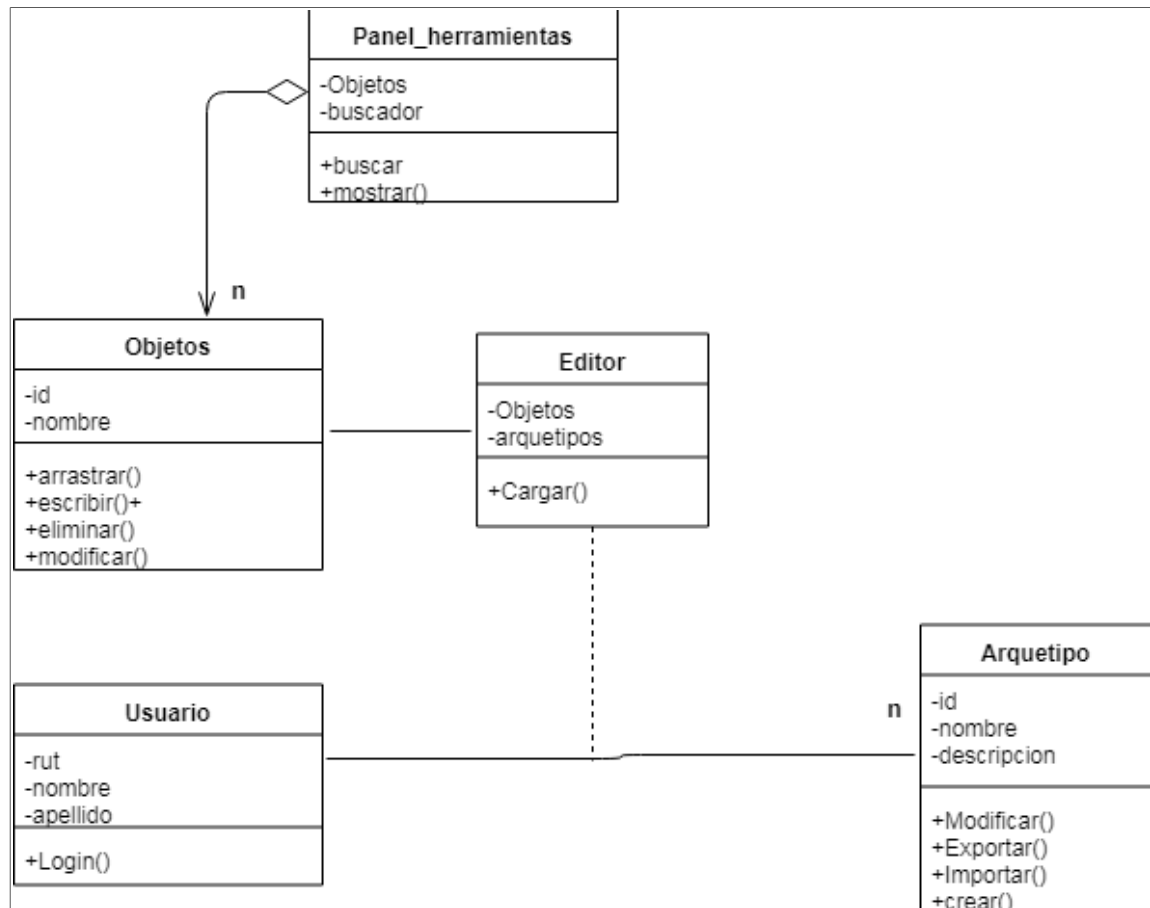 Panel_herramientas
-Objetos
-buscador
+buscar
+mostrar()
n
Objetos
-id
-nombre
+arrastrar()
+escribir()+
+eliminar()
+modificar()
Editor
-Objetos
-arquetipos
+Cargar()
Usuario
-rut
-nombre
-apellido
+Login()
n
Arquetipo
-id
-nombre
-descripcion
+Modificar()
+Exportar()
+Importar()
+crear()